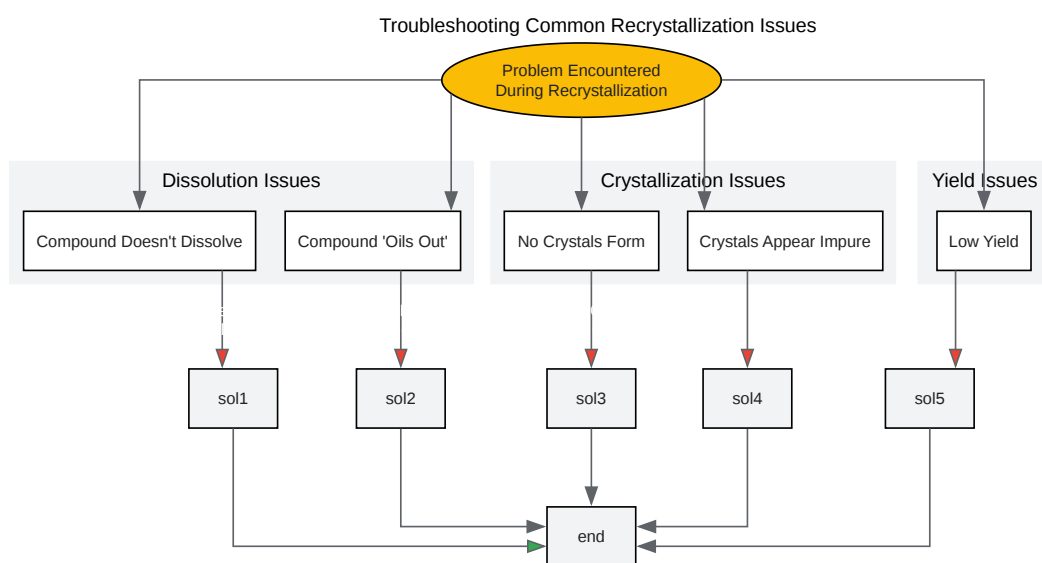 Troubleshooting Common Recrystallization Issues
Problem Encountered
During Recrystallization
Dissolution Issues
Crystallization Issues
Yield Issues
Compound Doesn't Dissolve
Compound 'Oils Out'
No Crystals Form
Crystals Appear Impure
Low Yield
sol1
sol2
sol3
sol4
sol5
end